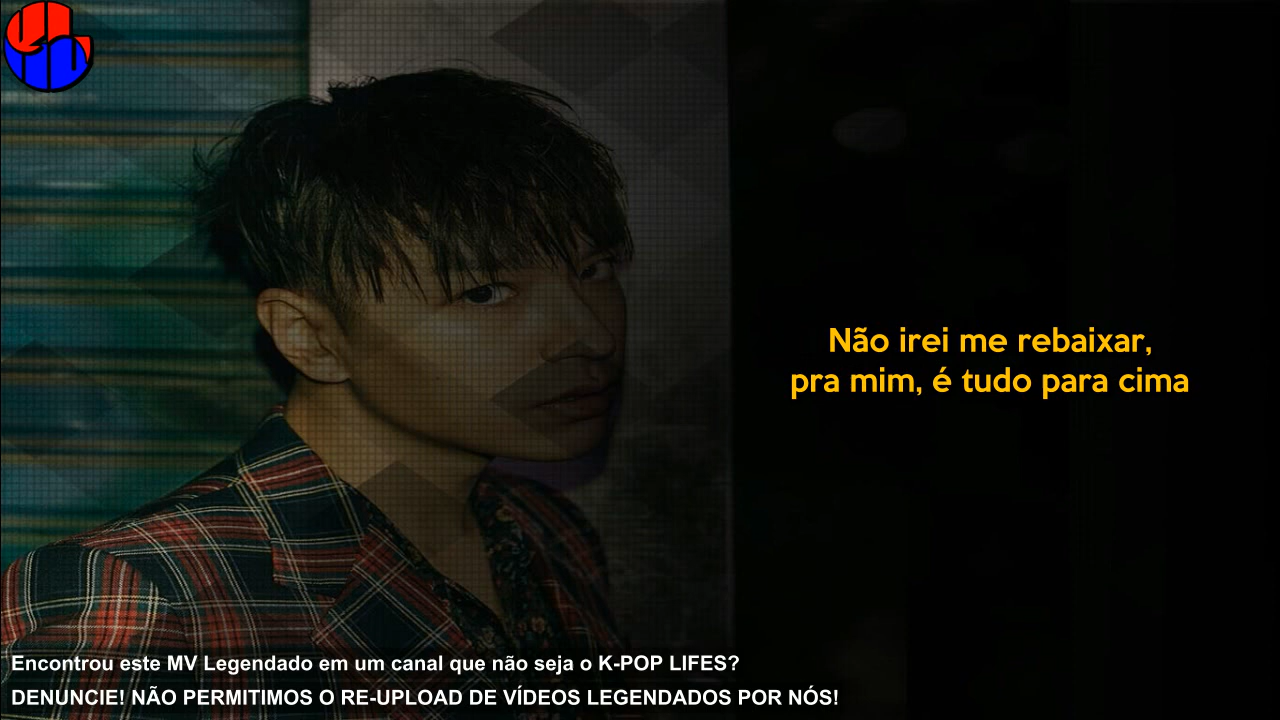 Não irei me rebaixar,
pra mim, é tudo para cima
Encontrou este MV Legendado em um canal que não seja o K-POP LIFES?
DENUNCIE! NÃO PERMITIMOS O RE-UPLOAD DE VÍDEOS LEGENDADOS POR NÓS!